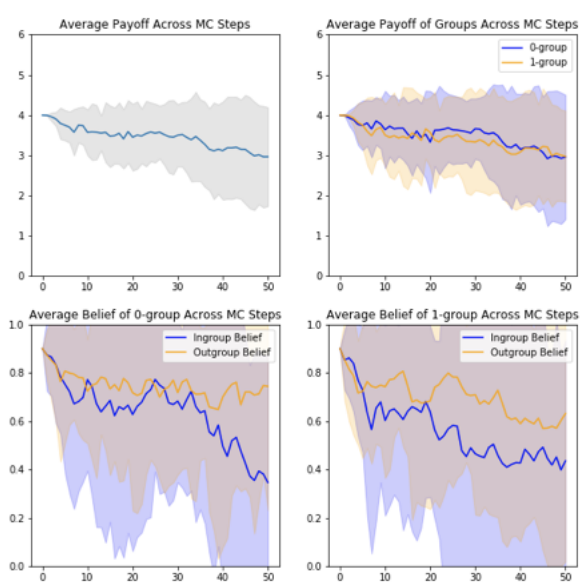 Average Payoff Across MC Steps
6
5
4
3
2
1
0
0 10 20 30 40 50
Average Payoff of Groups Across MC Steps
0-group
1-group
6
5
4
3
2
1
0
0 10 20 30 40 50
Average Belief of 0-group Across MC Steps
Ingroup Belief
Outgroup Belief
1.0
0.8
0.6
0.4
0.2
0.0
0 10 20 30 40 50
Average Belief of 1-group Across MC Steps
Ingroup Belief
Outgroup Belief
1.0
0.8
0.6
0.4
0.2
0.0
0 10 20 30 40 50